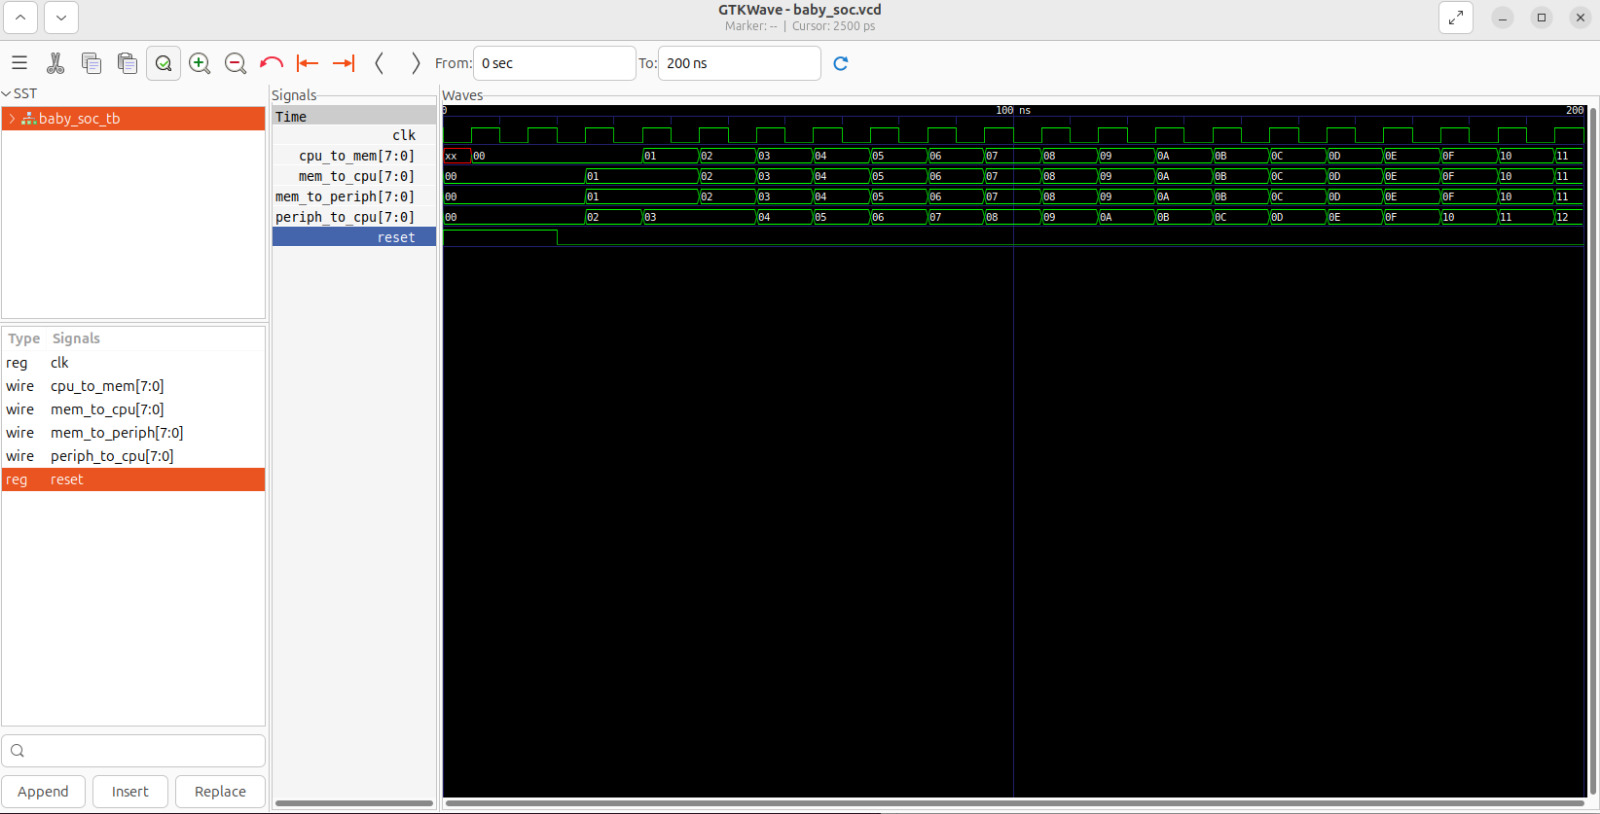 GTKWave - baby_soc.vcd
Marker: -- | Cursor: 2500 ps
From: 0 sec To: 200 ns
SST
baby_soc_tb
Type Signals
reg clk
wire cpu_to_mem[7:0]
wire mem_to_cpu[7:0]
wire mem_to_periph[7:0]
wire periph_to_cpu[7:0]
reg reset
Append Insert Replace
Signals
Time
clk
cpu_to_mem[7:0]
mem_to_cpu[7:0]
mem_to_periph[7:0]
periph_to_cpu[7:0]
reset
Waves
0 100 ns 200
xx 00 01 02 03 04 05 06 07 08 09 0A 0B 0C 0D 0E 0F 10 11
00 01 02 03 04 05 06 07 08 09 0A 0B 0C 0D 0E 0F 10 11
00 01 02 03 04 05 06 07 08 09 0A 0B 0C 0D 0E 0F 10 11
00 02 03 04 05 06 07 08 09 0A 0B 0C 0D 0E 0F 10 11 12